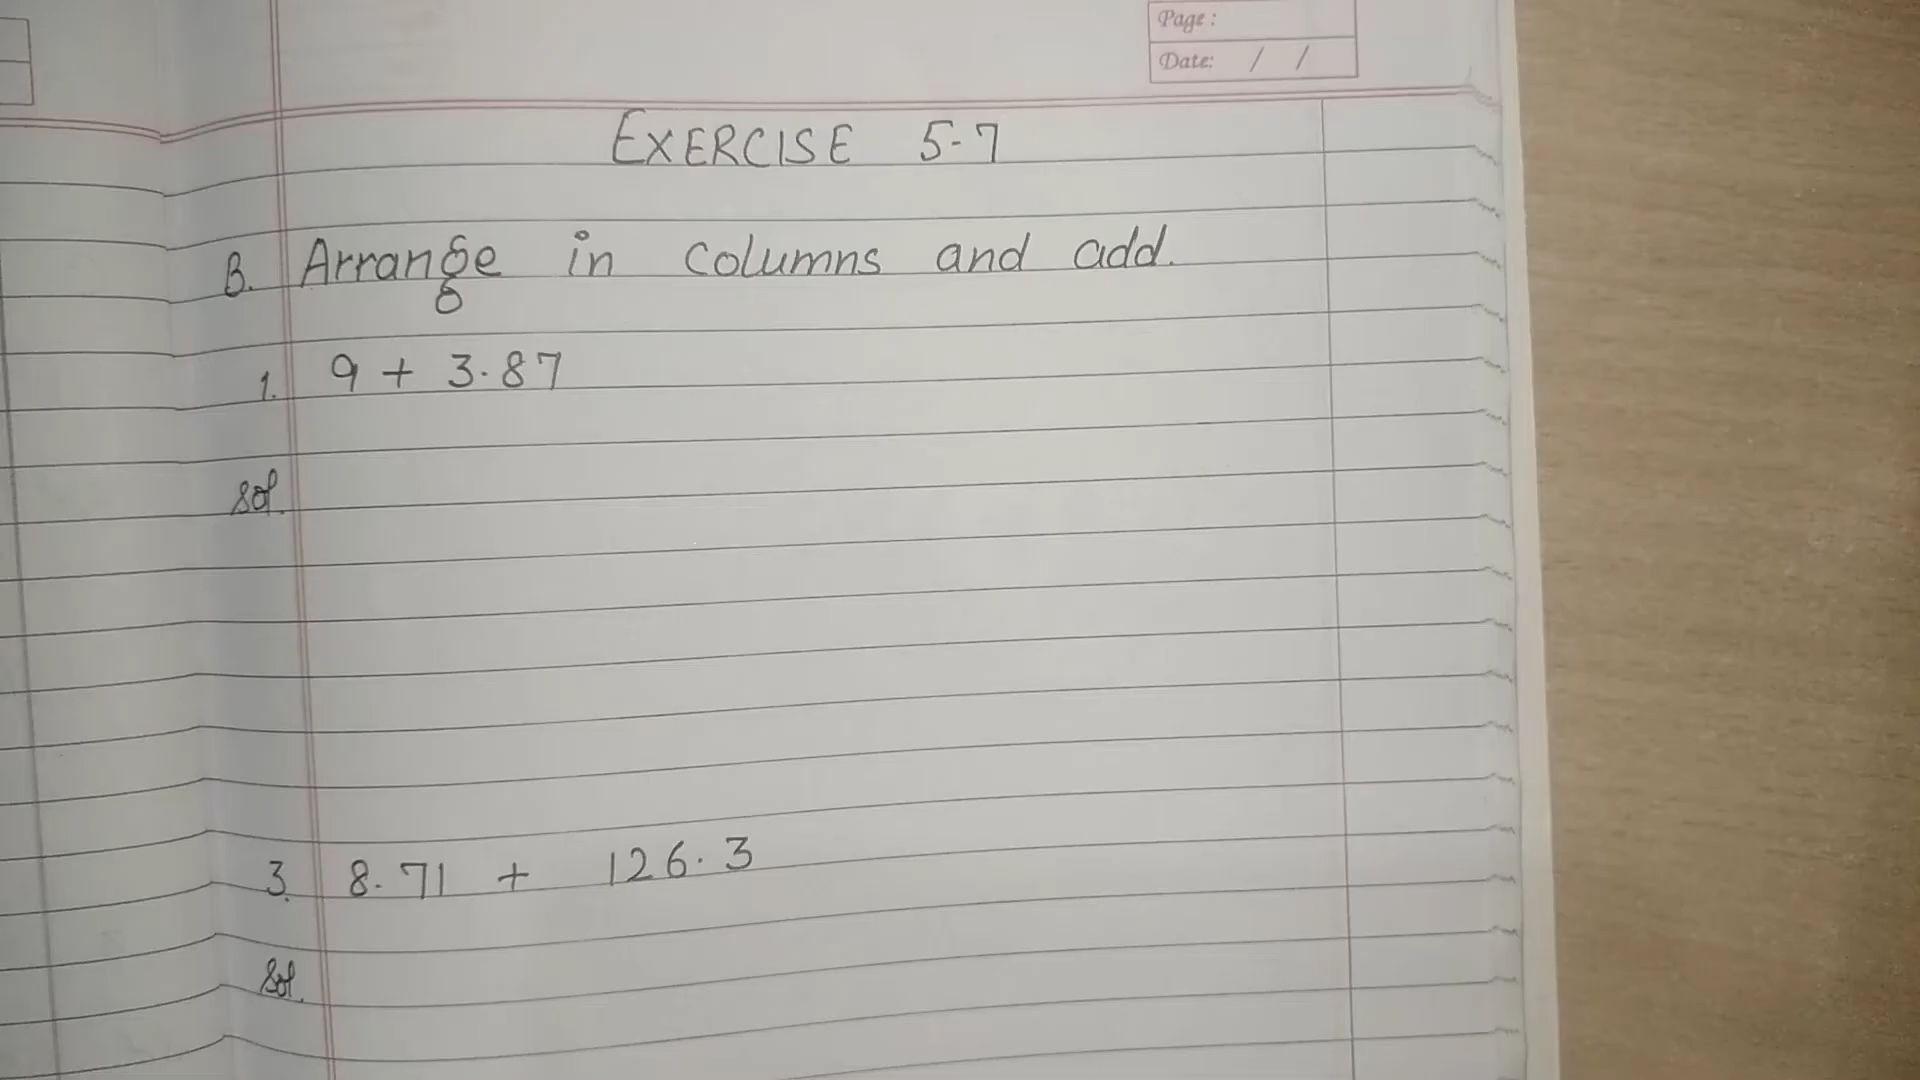 Page :
Date: / /
EXERCISE 5.7
B. Arrange in columns and add.
1. 9 + 3.87
Sol.
3. 8.71 + 126.3
Sol.